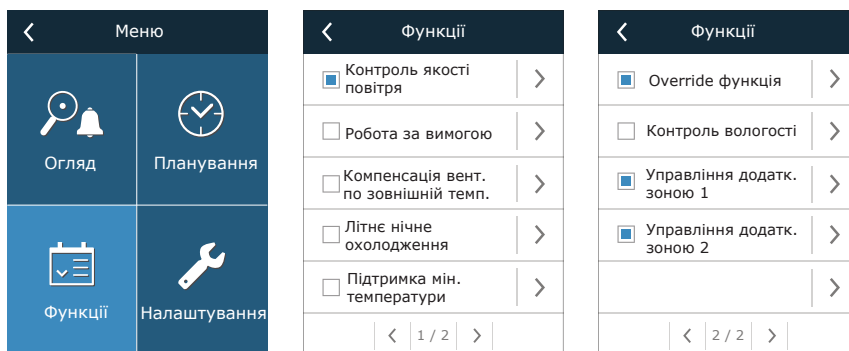 Меню
Огляд
Планування
Функції
Налаштування
Функції
Контроль якості
повітря
Робота за вимогою
Компенсація вент.
по зовнішній темп.
Літнє нічне
охолодження
Підтримка мін.
температури
1 / 2
Функції
Override функція
Контроль вологості
Управління додатк.
зоною 1
Управління додатк.
зоною 2
2 / 2